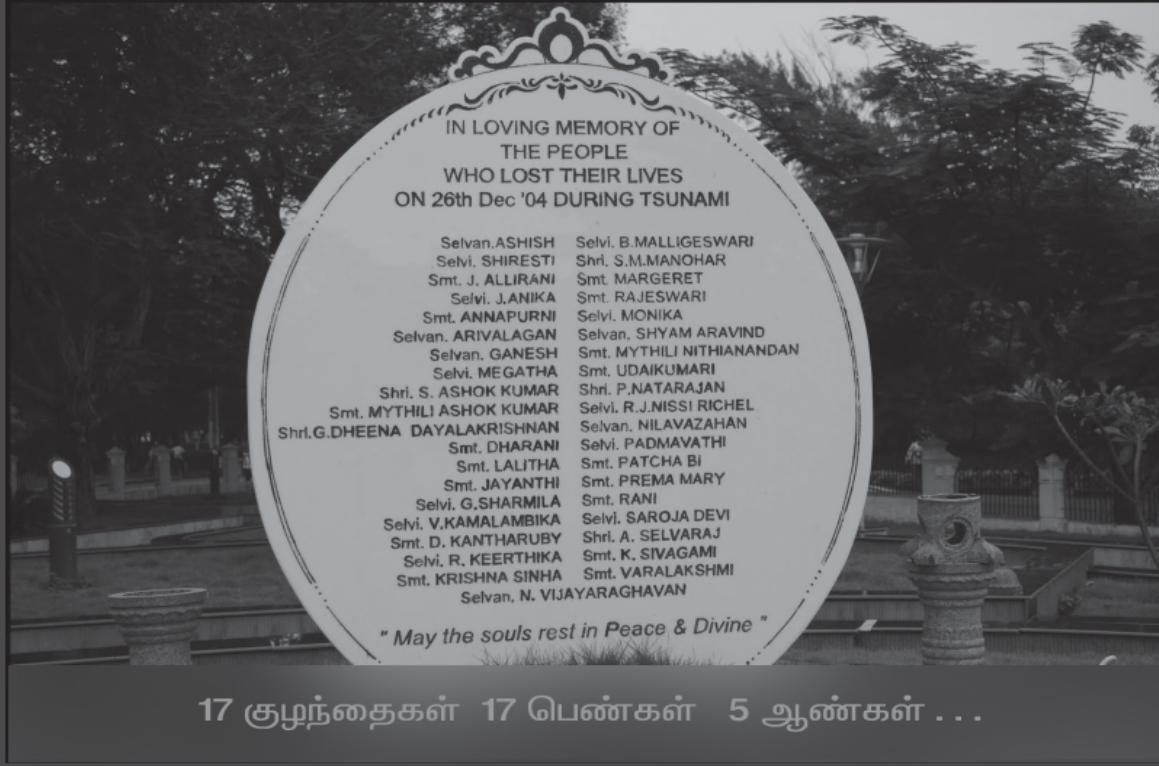 IN LOVING MEMORY OF
THE PEOPLE
WHO LOST THEIR LIVES
ON 26th Dec '04 DURING TSUNAMI
Selvan.ASHISH
Selvi. SHIRESTI
Smt. J. ALLIRANI
Selvi. J.ANIKA
Smt. ANNAPURNI
Selvan. ARIVALAGAN
Selvan. GANESH
Selvi. MEGATHA
Shri. S. ASHOK KUMAR
Smt. MYTHILI ASHOK KUMAR
Shri.G.DHEENA DAYALAKRISHNAN
Smt. DHARANI
Smt. LALITHA
Smt. JAYANTHI
Selvi. G.SHARMILA
Selvi. V.KAMALAMBIKA
Smt. D. KANTHARUBY
Selvi. R. KEERTHIKA
Smt. KRISHNA SINHA
Selvi. B.MALLIGESWARI
Shri. S.M.MANOHAR
Smt. MARGERET
Smt. RAJESWARI
Selvi. MONIKA
Selvan. SHYAM ARAVIND
Smt. MYTHILI NITHIANANDAN
Smt. UDAIKUMARI
Shri. P.NATARAJAN
Selvi. R.J.NISSI RICHEL
Selvan. NILAVAZAHAN
Selvi. PADMAVATHI
Smt. PATCHA BI
Smt. PREMA MARY
Smt. RANI
Selvi. SAROJA DEVI
Shri. A. SELVARAJ
Smt. K. SIVAGAMI
Smt. VARALAKSHMI
Selvan. N. VIJAYARAGHAVAN
" May the souls rest in Peace & Divine "
17 குழந்தைகள் 17 பெண்கள் 5 ஆண்கள் . . .